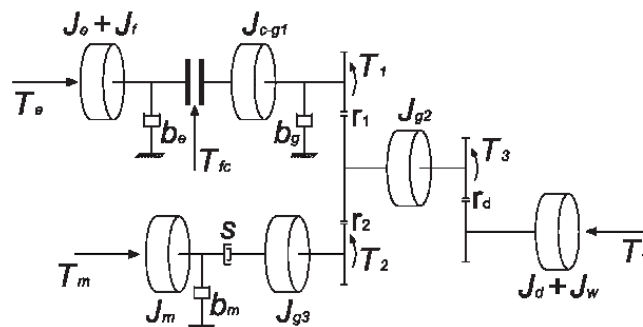 Je + Jf
Jc-g1
T1
Te
be
Tfc
bg
r1
Jg2
T3
rd
r2
S
T2
Tm
Jm
bm
Jg3
Jd + Jw